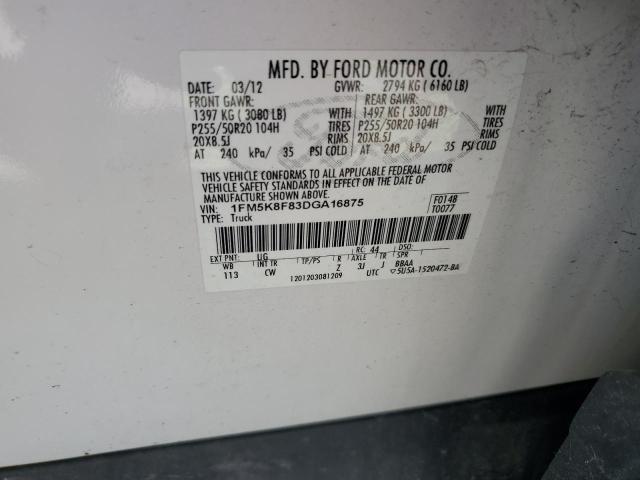 MFD. BY FORD MOTOR CO.
DATE: 03/12 GVWR: 2794 KG ( 6160 LB)
FRONT GAWR: REAR GAWR:
1397 KG ( 3080 LB) WITH 1497 KG ( 3300 LB) WITH
P255/50R20 104H TIRES P255/50R20 104H TIRES
20X8.5J RIMS 20X8.5J RIMS
AT 240 kPa/ 35 PSI COLD AT 240 kPa/ 35 PSI COLD
THIS VEHICLE CONFORMS TO ALL APPLICABLE FEDERAL MOTOR
VEHICLE SAFETY STANDARDS IN EFFECT ON THE DATE OF
MANUFACTURE SHOWN ABOVE.
VIN: 1FM5K8F83DGA16875 F0148
TYPE: Truck T0077
EXT PNT: UG RC: 44 DSO:
WB INT TR TP/PS R AXLE TR SPR
113 CW Z 3J J BBAA
1201203081209 UTC 5U5A-1520472-BA